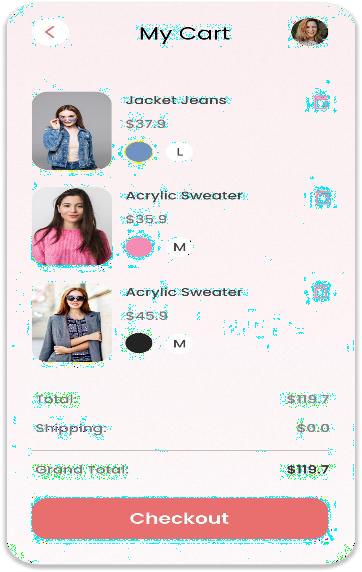 My Cart
Jacket Jeans
$37.9
L
Acrylic Sweater
$35.9
M
Acrylic Sweater
$45.9
M
Total: $119.7
Shipping: $0.0
Grand Total: $119.7
Checkout